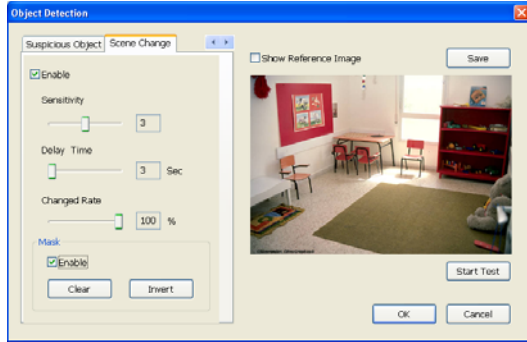 Object Detection
Suspicious Object
Scene Change
Enable
Sensitivity
3
Delay Time
3 Sec
Changed Rate
100 %
Mask
Enable
Clear
Invert
Show Reference Image
Save
Start Test
OK
Cancel